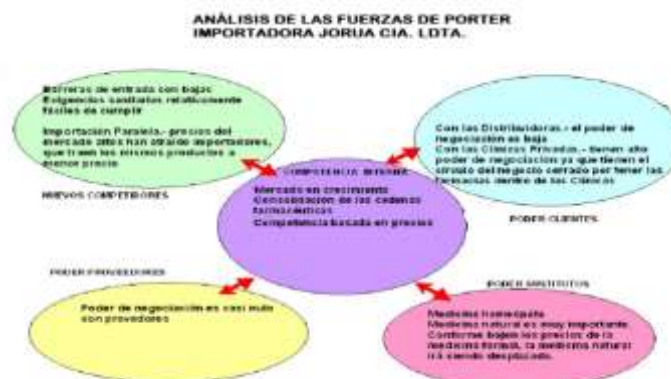 ANÁLISIS DE LAS FUERZAS DE PORTER
IMPORTADORA JORUA CIA. LDTA.
Barreras de entrada son bajas
Exigencias sanitarias relativamente
fáciles de cumplir
Importación Paralela.- precios del
mercado altos han atraído importadores,
que traen los mismos productos a
menor precio
NUEVOS COMPETIDORES
Con las Distribuidoras.- el poder de
negociación es baja
Con las Clínicas Privadas.- tienen alto
poder de negociación ya que tienen el
círculo del negocio cerrado por tener las
farmacias dentro de las Clínicas
PODER CLIENTES
COMPETENCIA INTERNA
Mercado en crecimiento
Consolidación de las cadenas
farmacéuticas
Competencia basada en precios
PODER PROVEEDORES
Poder de negociación es casi nula
con provedores
PODER SUSTITUTOS
Medicina homeópata
Medicina natural es muy importante
Conforme bajen los precios de la
medicina formal, la medicina natural
irá siendo desplazada.